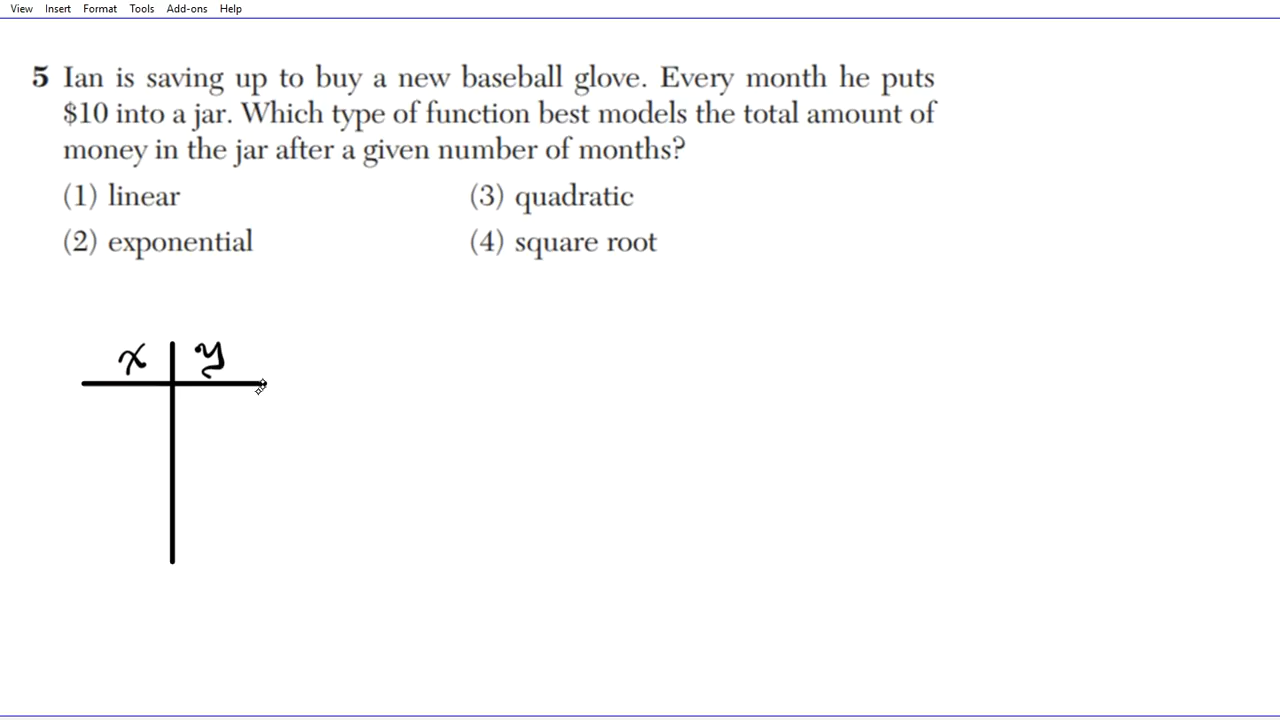 View Insert Format Tools Add-ons Help
5 Ian is saving up to buy a new baseball glove. Every month he puts
$10 into a jar. Which type of function best models the total amount of
money in the jar after a given number of months?
(1) linear (3) quadratic
(2) exponential (4) square root
x y